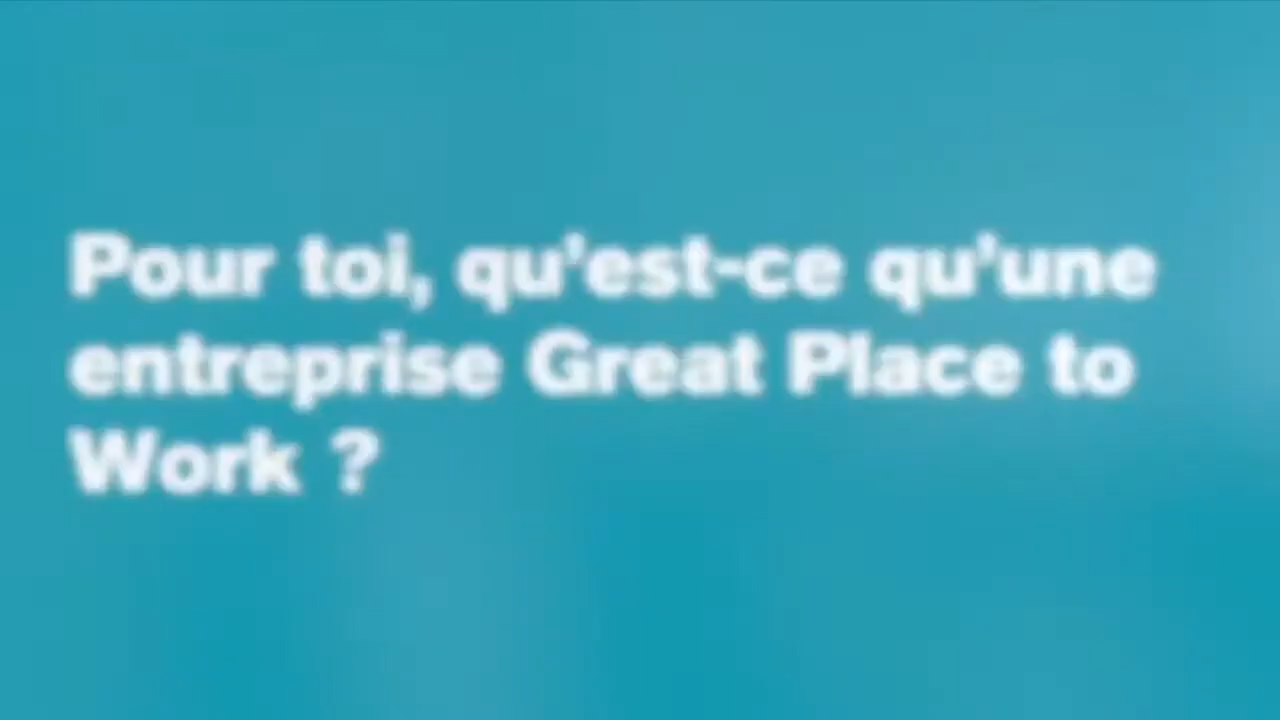 Pour toi, qu’est-ce qu’une
entreprise Great Place to
Work ?